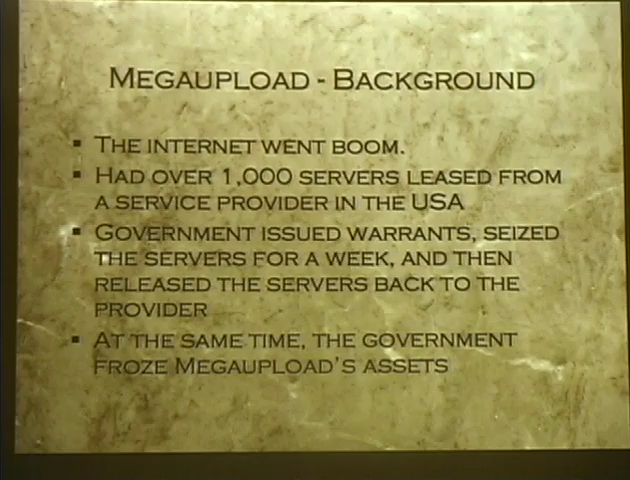 MEGAUPLOAD - BACKGROUND
▪ THE INTERNET WENT BOOM.
▪ HAD OVER 1,000 SERVERS LEASED FROM
A SERVICE PROVIDER IN THE USA
▪ GOVERNMENT ISSUED WARRANTS, SEIZED
THE SERVERS FOR A WEEK, AND THEN
RELEASED THE SERVERS BACK TO THE
PROVIDER
▪ AT THE SAME TIME, THE GOVERNMENT
FROZE MEGAUPLOAD'S ASSETS